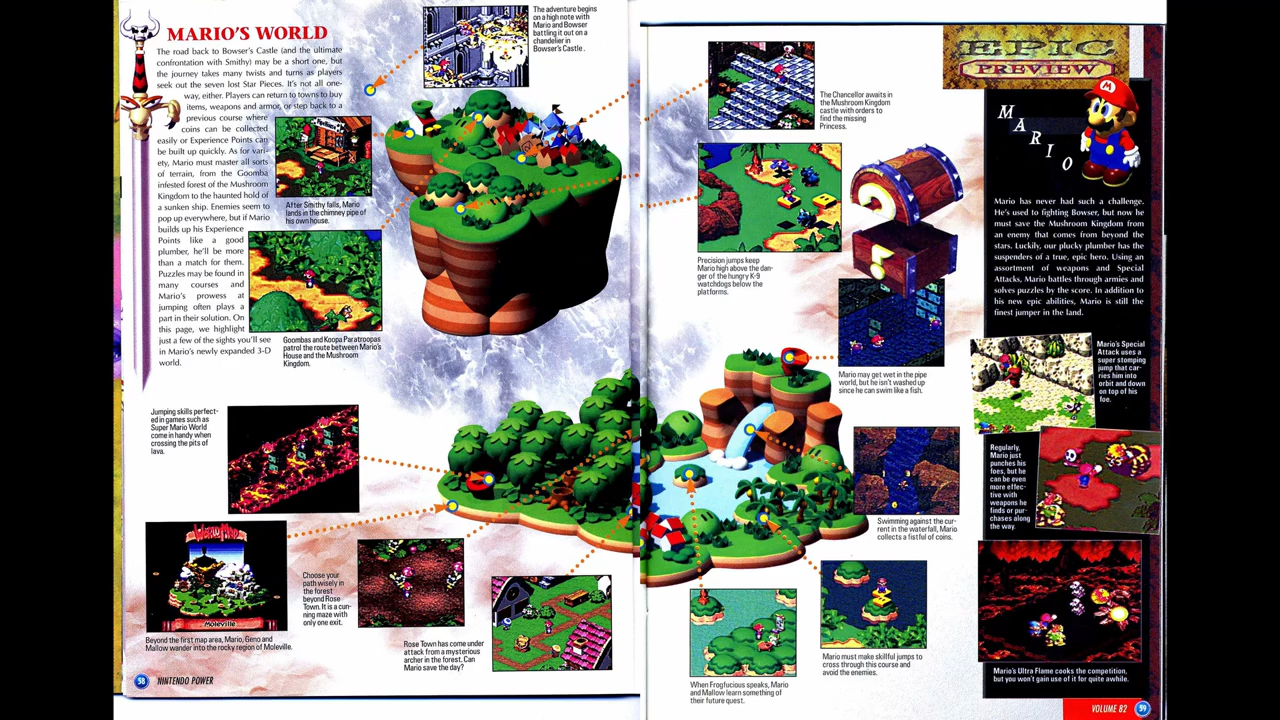 MARIO'S WORLD
The road back to Bowser's Castle (and the ultimate
confrontation with Smithy) may be a short one, but
the journey takes many twists and turns as players
seek out the seven lost Star Pieces. It's not all one-
way, either. Players can return to towns to buy
items, weapons and armor, or step back to a
previous course where
coins can be collected
easily or Experience Points can
be built up quickly. As for vari-
ety, Mario must master all sorts
of terrain, from the Goomba
infested forest of the Mushroom
Kingdom to the haunted hold of
a sunken ship. Enemies seem to
pop up everywhere, but if Mario
builds up his Experience
Points like a good
plumber, he'll be more
than a match for them.
Puzzles may be found in
many courses and
Mario's prowess at
jumping often plays a
part in their solution. On
this page, we highlight
just a few of the sights you'll see
in Mario's newly expanded 3-D
world.
The adventure begins
on a high note with
Mario and Bowser
battling it out on a
chandelier in
Bowser's Castle.
After Smithy falls, Mario
lands in the chimney pipe of
his own house.
Goombas and Koopa Paratroopas
patrol the route between Mario's
House and the Mushroom
Kingdom.
Jumping skills perfect-
ed in games such as
Super Mario World
come in handy when
crossing the pits of
lava.
WORLD MAP
Moleville
Beyond the first map area, Mario, Geno and
Mallow wander into the rocky region of Moleville.
Choose your
path wisely in
the forest
beyond Rose
Town. It is a cun-
ning maze with
only one exit.
Rose Town has come under
attack from a mysterious
archer in the forest. Can
Mario save the day?
58 NINTENDO POWER
EPIC
PREVIEW
The Chancellor awaits in
the Mushroom Kingdom
castle with orders to
find the missing
Princess.
Precision jumps keep
Mario high above the dan-
ger of the hungry K-9
watchdogs below the
platforms.
Mario may get wet in the pipe
world, but he isn't washed up
since he can swim like a fish.
Swimming against the cur-
rent in the waterfall, Mario
collects a fistful of coins.
Mario must make skillful jumps to
cross through this course and
avoid the enemies.
When Frogfucious speaks, Mario
and Mallow learn something of
their future quest.
MARIO
Mario has never had such a challenge.
He's used to fighting Bowser, but now he
must save the Mushroom Kingdom from
an enemy that comes from beyond the
stars. Luckily, our plucky plumber has the
suspenders of a true, epic hero. Using an
assortment of weapons and Special
Attacks, Mario battles through armies and
solves puzzles by the score. In addition to
his new epic abilities, Mario is still the
finest jumper in the land.
Mario's Special
Attack uses a
super stomping
jump that car-
ries him into
orbit and down
on top of his
foe.
Regularly,
Mario just
punches his
foes, but he
can be even
more effec-
tive with
weapons he
finds or pur-
chases along
the way.
Mario's Ultra Flame cooks the competition,
but you won't gain use of it for quite awhile.
VOLUME 82 59